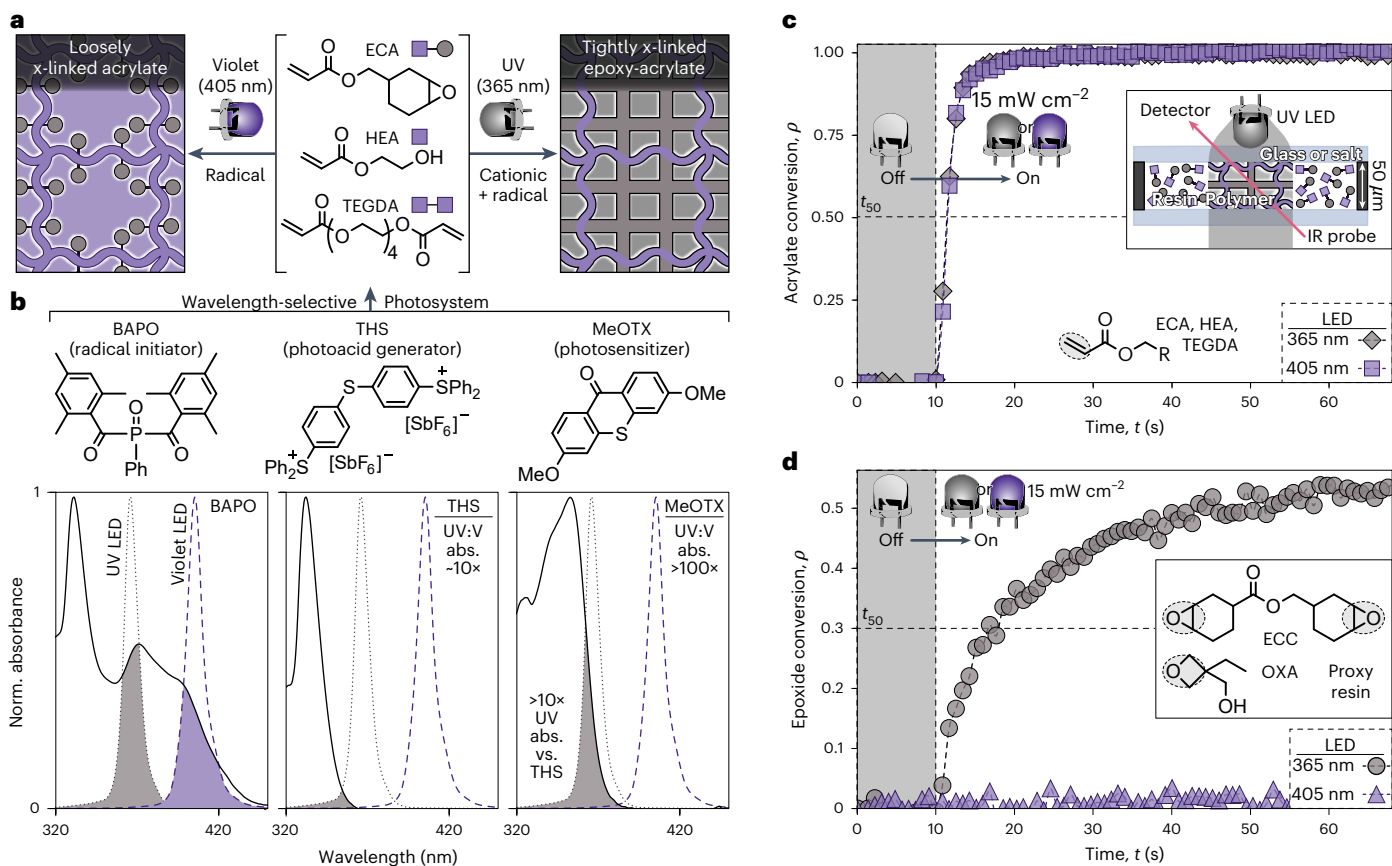 a
Loosely
x-linked acrylate
Violet
(405 nm)
Radical
ECA
O
O
O
HEA
O
O
OH
TEGDA
O
O
O
O
4
O
UV
(365 nm)
Cationic
+ radical
Tightly x-linked
epoxy-acrylate
b
Wavelength-selective
Photosystem
BAPO
(radical initiator)
O
P
O
O
Ph
THS
(photoacid generator)
S
+
SPh2
[SbF6]−
S
+
Ph2S
[SbF6]−
MeOTX
(photosensitizer)
O
OMe
S
MeO
Norm. absorbance
1
0
UV LED
Violet LED
BAPO
320
420
THS
UV:V
abs.
~10×
320
420
MeOTX
UV:V
abs.
>100×
>10×
UV
abs.
vs.
THS
320
420
Wavelength (nm)
c
Acrylate conversion, ρ
1.00
0.75
0.50
0.25
0
t50
Off
On
15 mW cm−2
or
Detector
UV LED
Glass or salt
Resin
Polymer
50 μm
IR probe
O
O
R
ECA, HEA,
TEGDA
LED
365 nm
405 nm
0
10
20
30
40
50
60
Time, t (s)
d
Epoxide conversion, ρ
0.5
0.4
0.3
0.2
0.1
0
t50
Off
On
or
15 mW cm−2
O
O
O
O
ECC
O
OXA
OH
Proxy
resin
LED
365 nm
405 nm
0
10
20
30
40
50
60
Time, t (s)